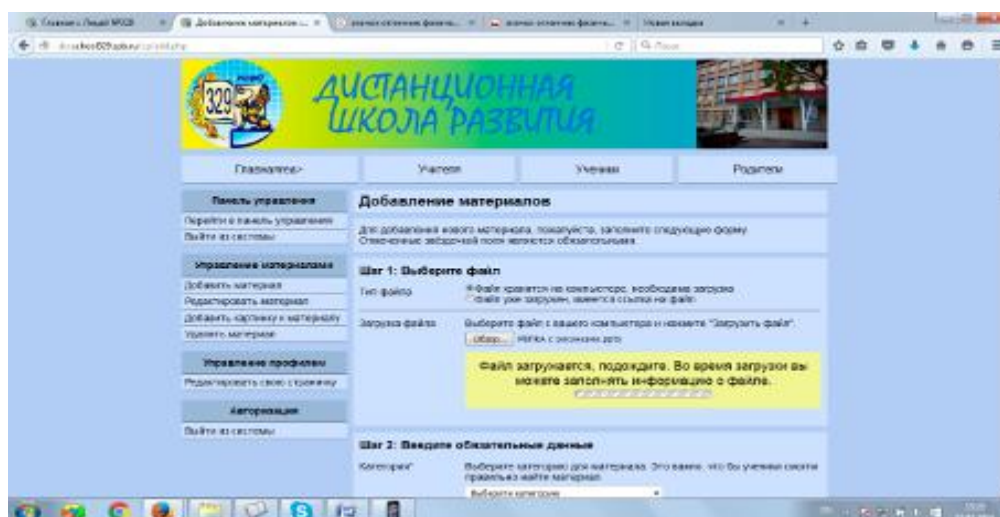 Главная » Лицей №329
Добавление материалов
329
ДИСТАНЦИОННАЯ
ШКОЛА РАЗВИТИЯ
Учителя
Ученики
Родители
Панель управления
Перейти в панель управления
Выйти из системы
Управление материалами
Добавить материал
Редактировать материал
Добавить картинку к материалу
Удалить материал
Управление профилем
Редактировать свою страничку
Авторизация
Выйти из системы
Добавление материалов
Для добавления нового материала, пожалуйста, заполните следующую форму.
Отмеченные звёздочкой поля являются обязательными.
Шаг 1: Выберите файл
Тип файла
Файл хранится на компьютере, необходима загрузка
Файл уже загружен, имеется ссылка на файл
Загрузка файла
Выберите файл с вашего компьютера и нажмите "Загрузить файл".
Обзор...
Файл загружается, подождите. Во время загрузки вы
можете заполнять информацию о файле.
Шаг 2: Введите обязательные данные
Категория*
Выберите категорию для материала. Это важно, что бы ученики смогли
правильно найти материал.
Выберите категорию